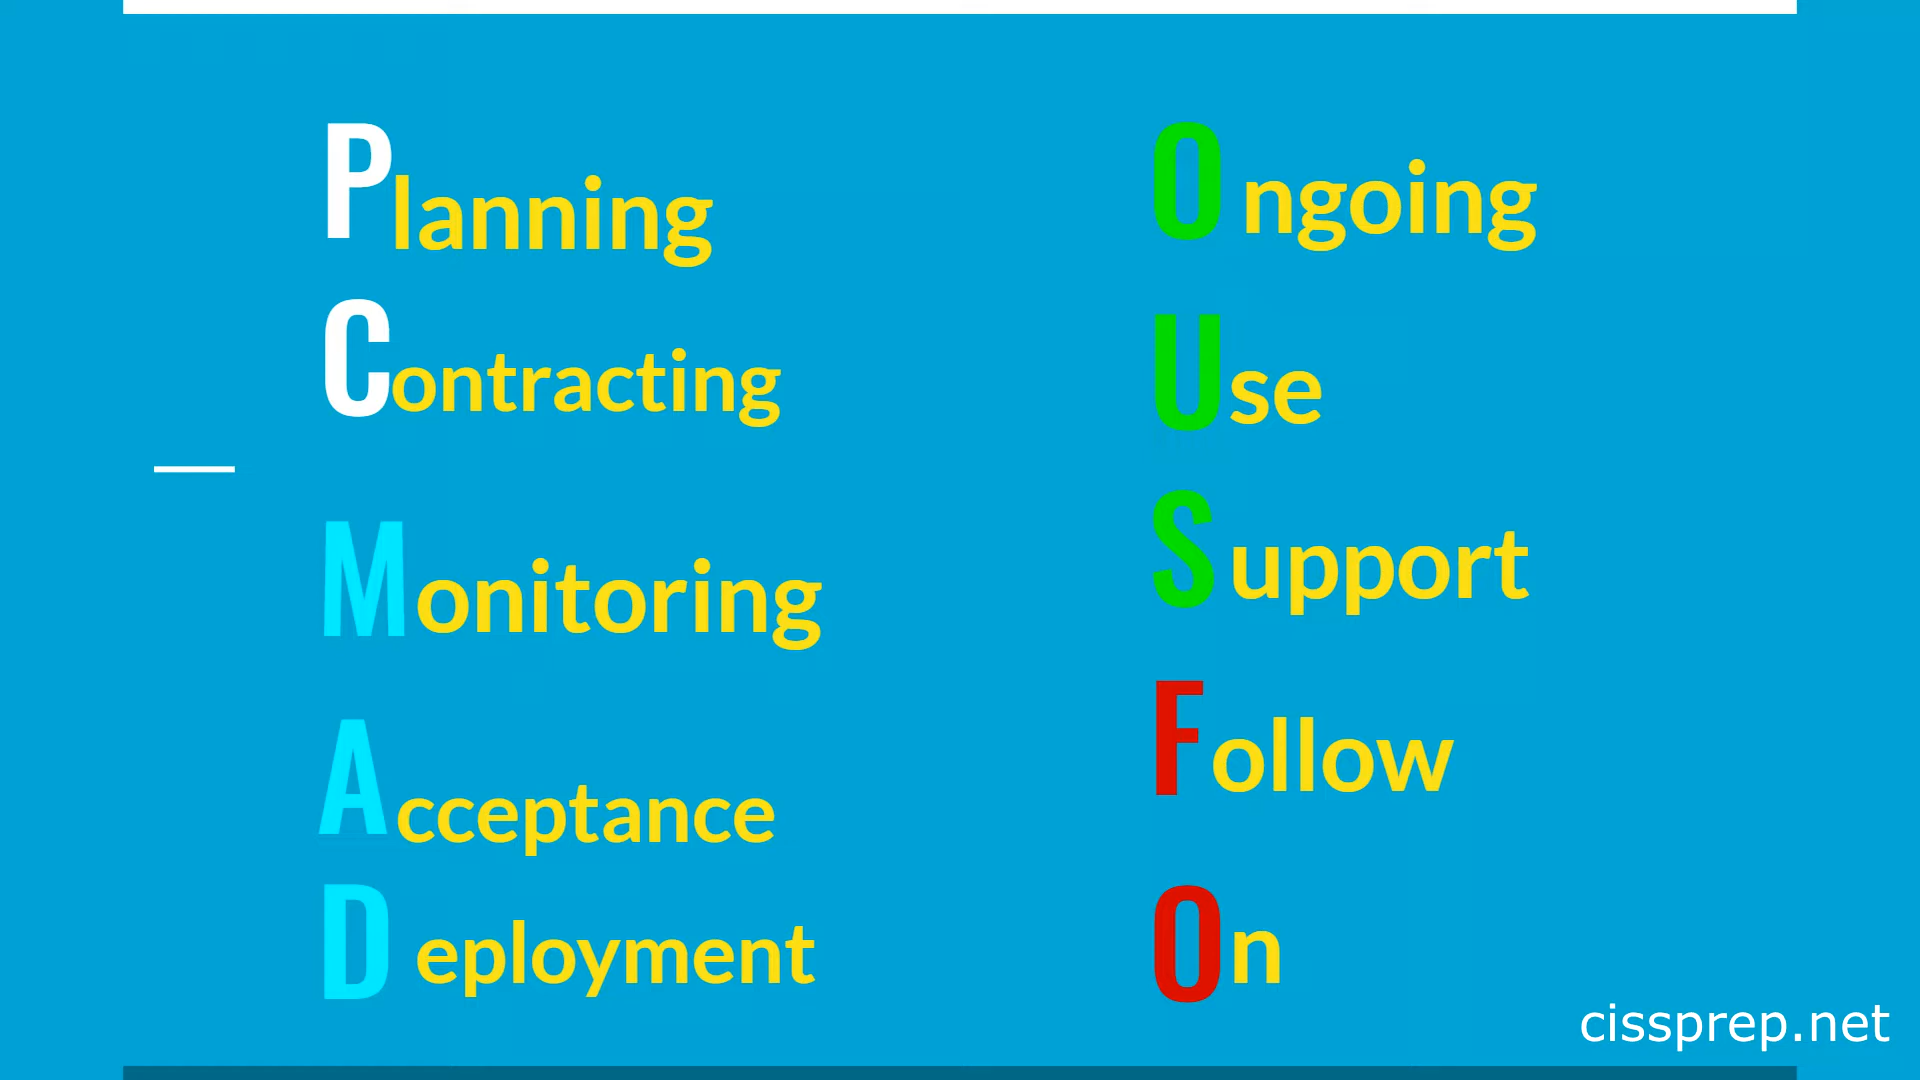 Planning
Contracting
Monitoring
Acceptance
Deployment
Ongoing
Use
Support
Follow
On
cissprep.net